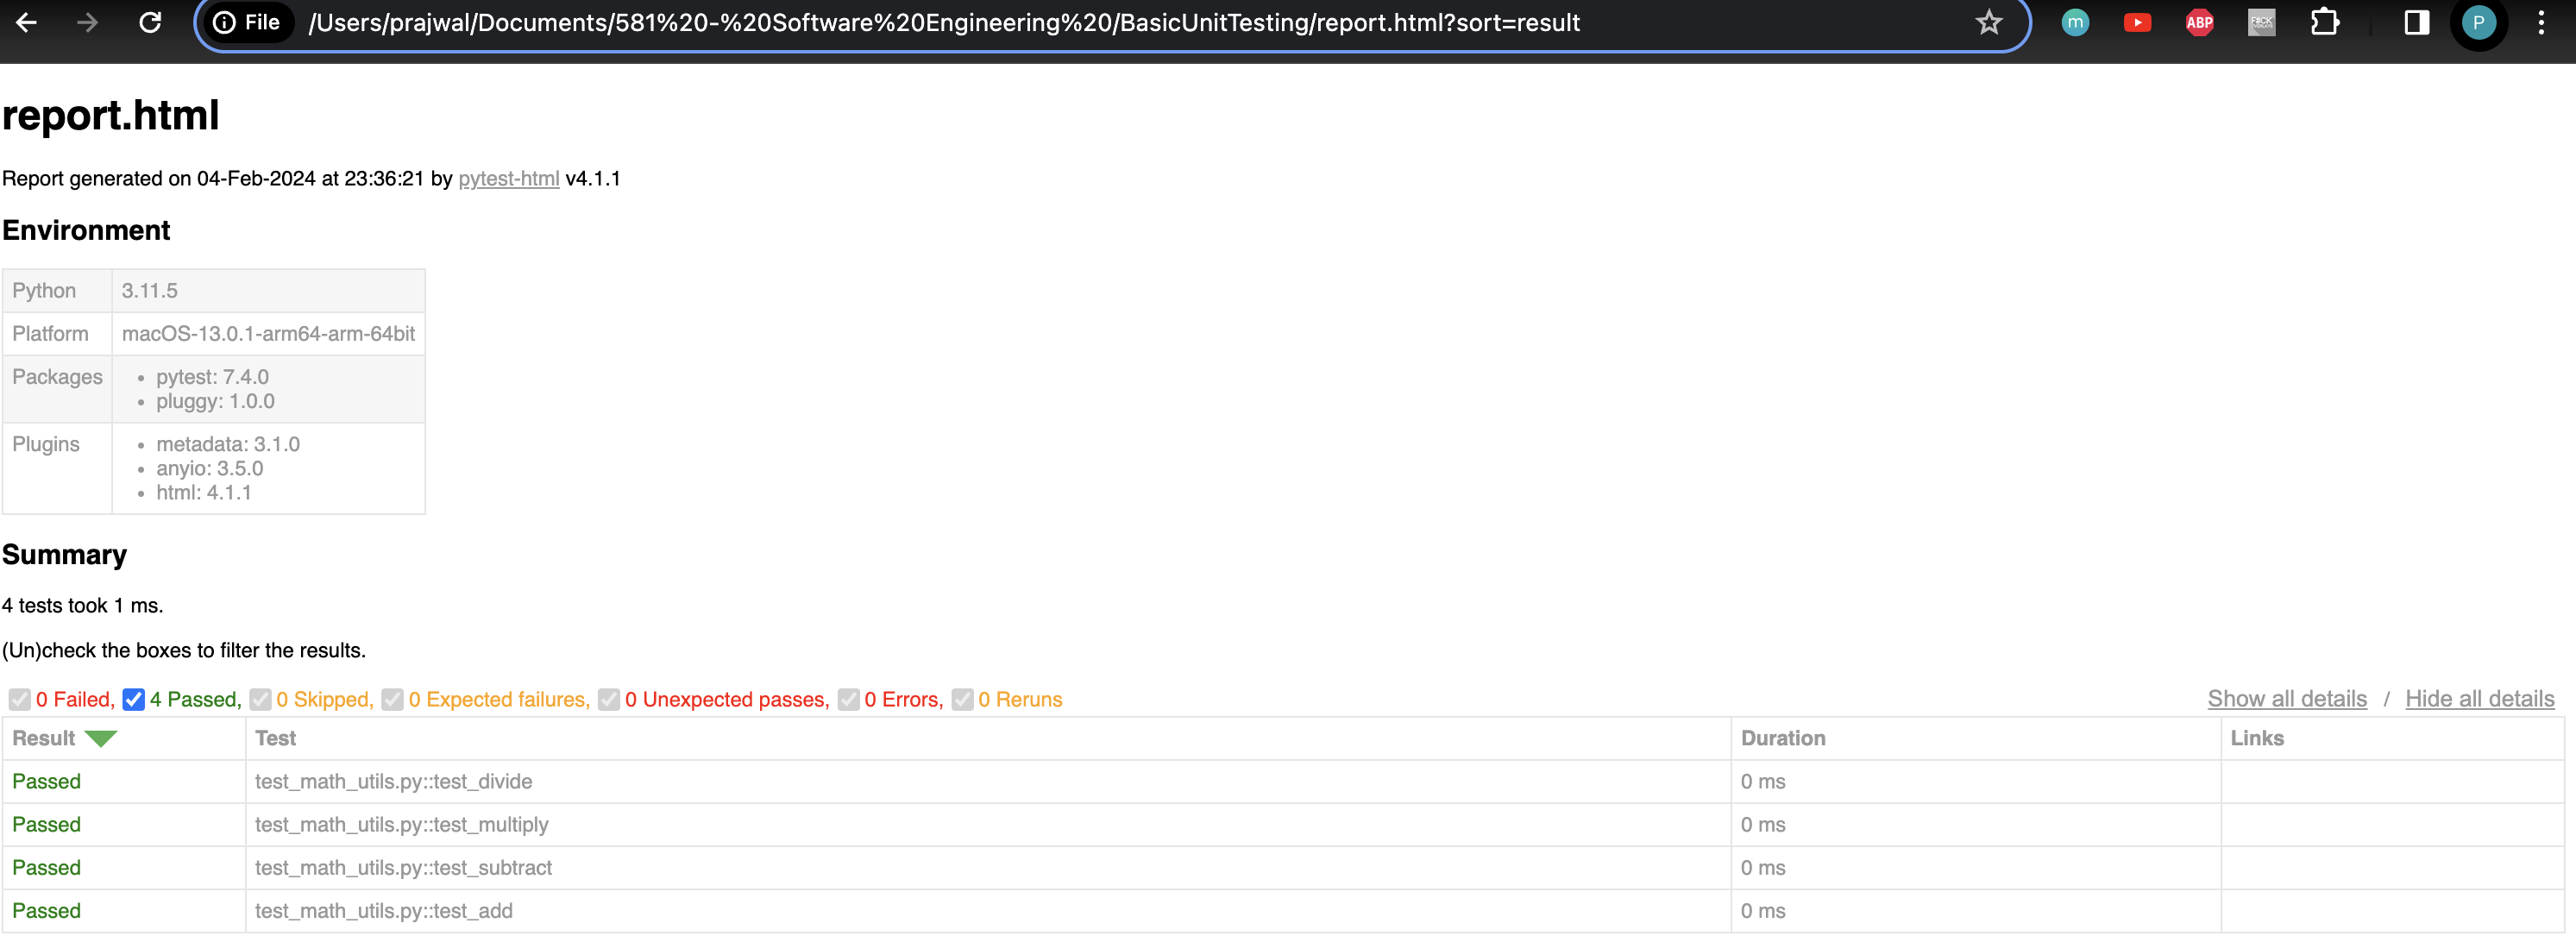 File /Users/prajwal/Documents/581%20-%20Software%20Engineering%20/BasicUnitTesting/report.html?sort=result m ABP P
report.html
Report generated on 04-Feb-2024 at 23:36:21 by pytest-html v4.1.1
Environment
Python 3.11.5
Platform macOS-13.0.1-arm64-arm-64bit
Packages • pytest: 7.4.0
• pluggy: 1.0.0
Plugins • metadata: 3.1.0
• anyio: 3.5.0
• html: 4.1.1
Summary
4 tests took 1 ms.
(Un)check the boxes to filter the results.
0 Failed, 4 Passed, 0 Skipped, 0 Expected failures, 0 Unexpected passes, 0 Errors, 0 Reruns Show all details / Hide all details
Result Test Duration Links
Passed test_math_utils.py::test_divide 0 ms
Passed test_math_utils.py::test_multiply 0 ms
Passed test_math_utils.py::test_subtract 0 ms
Passed test_math_utils.py::test_add 0 ms